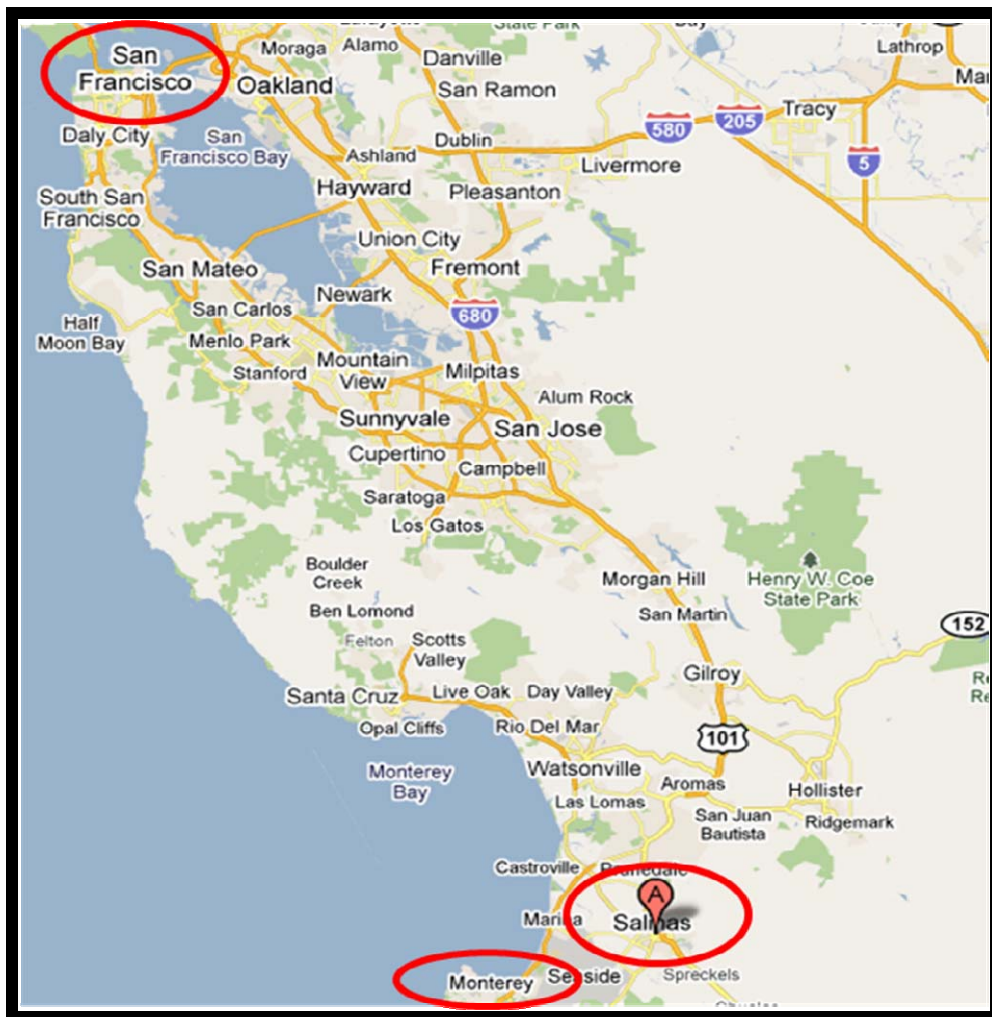 Lafayette
State Park
Bay
San
Francisco
Moraga
Alamo
Danville
Lathrop
Oakland
San Ramon
Tracy
Daly City
San
Francisco Bay
Dublin
580
205
5
Ashland
Livermore
Hayward
Pleasanton
South San
Francisco
Union City
San Mateo
Fremont
Newark
680
San Carlos
Half
Moon Bay
Menlo Park
Mountain
View
Stanford
Milpitas
Alum Rock
Sunnyvale
San Jose
Cupertino
Campbell
Saratoga
Los Gatos
Boulder
Creek
Morgan Hill
Henry W. Coe
State Park
Ben Lomond
San Martin
152
Felton
Scotts
Valley
Gilroy
Santa Cruz
Live Oak
Day Valley
Opal Cliffs
Rio Del Mar
101
Monterey
Bay
Watsonville
Aromas
Hollister
Las Lomas
San Juan
Bautista
Ridgemark
Castroville
Prunedale
A
Marina
Salinas
Monterey
Seaside
Spreckels